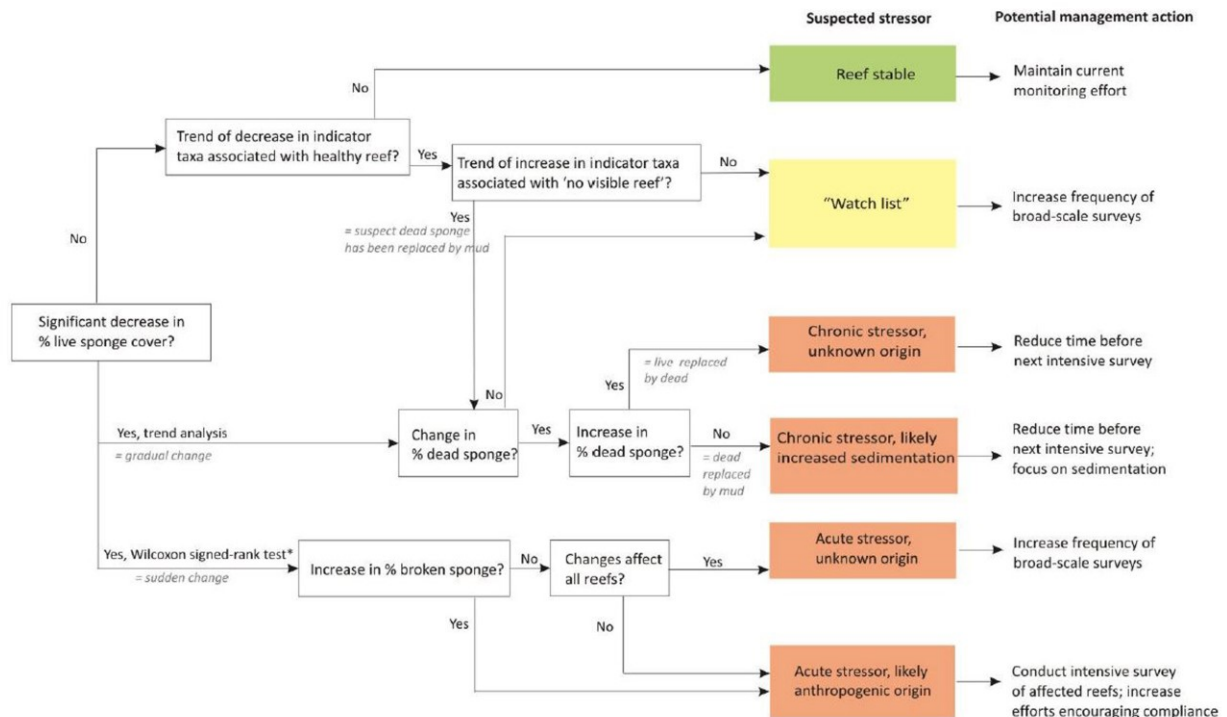 Suspected stressor
Potential management action
Reef stable
Maintain current
monitoring effort
No
Trend of decrease in indicator
taxa associated with healthy reef?
Yes
Trend of increase in indicator taxa
associated with ‘no visible reef’?
No
“Watch list”
Increase frequency of
broad-scale surveys
Yes
= suspect dead sponge
has been replaced by mud
No
Significant decrease in
% live sponge cover?
Chronic stressor,
unknown origin
Reduce time before
next intensive survey
= live replaced
by dead
Yes
No
Yes, trend analysis
= gradual change
Change in
% dead sponge?
Yes
Increase in
% dead sponge?
No
= dead
replaced
by mud
Chronic stressor, likely
increased sedimentation
Reduce time before
next intensive survey;
focus on sedimentation
Yes, Wilcoxon signed-rank test*
= sudden change
Increase in % broken sponge?
No
Changes affect
all reefs?
Yes
Acute stressor,
unknown origin
Increase frequency of
broad-scale surveys
Yes
No
Acute stressor, likely
anthropogenic origin
Conduct intensive survey
of affected reefs; increase
efforts encouraging compliance